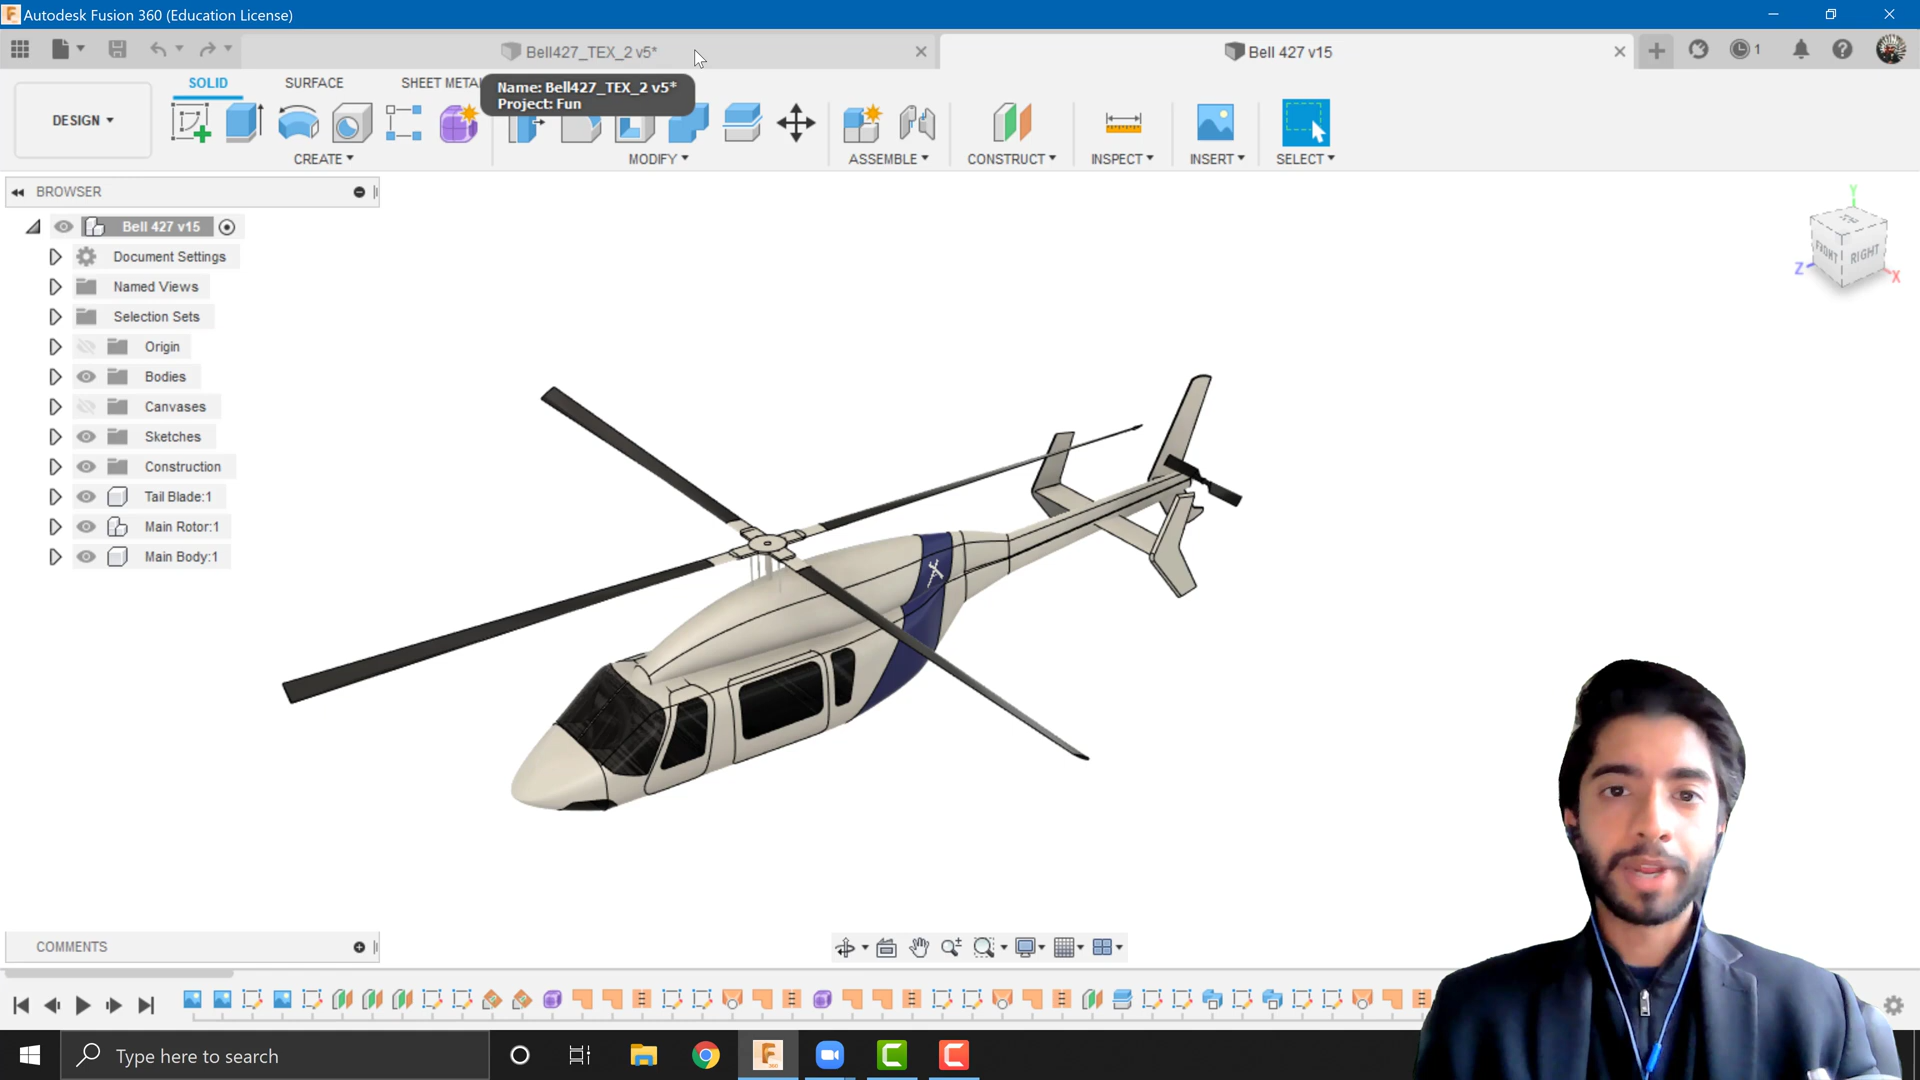 Autodesk Fusion 360 (Education License)
Bell427_TEX_2 v5*
Bell 427 v15
1
Name: Bell427_TEX_2 v5*
Project: Fun
DESIGN
SOLID
SURFACE
SHEET META
CREATE
MODIFY
ASSEMBLE
CONSTRUCT
INSPECT
INSERT
SELECT
BROWSER
Bell 427 v15
Document Settings
Named Views
Selection Sets
Origin
Bodies
Canvases
Sketches
Construction
Tail Blade:1
Main Rotor:1
Main Body:1
Y
FRONT
RIGHT
Z
X
COMMENTS
Type here to search